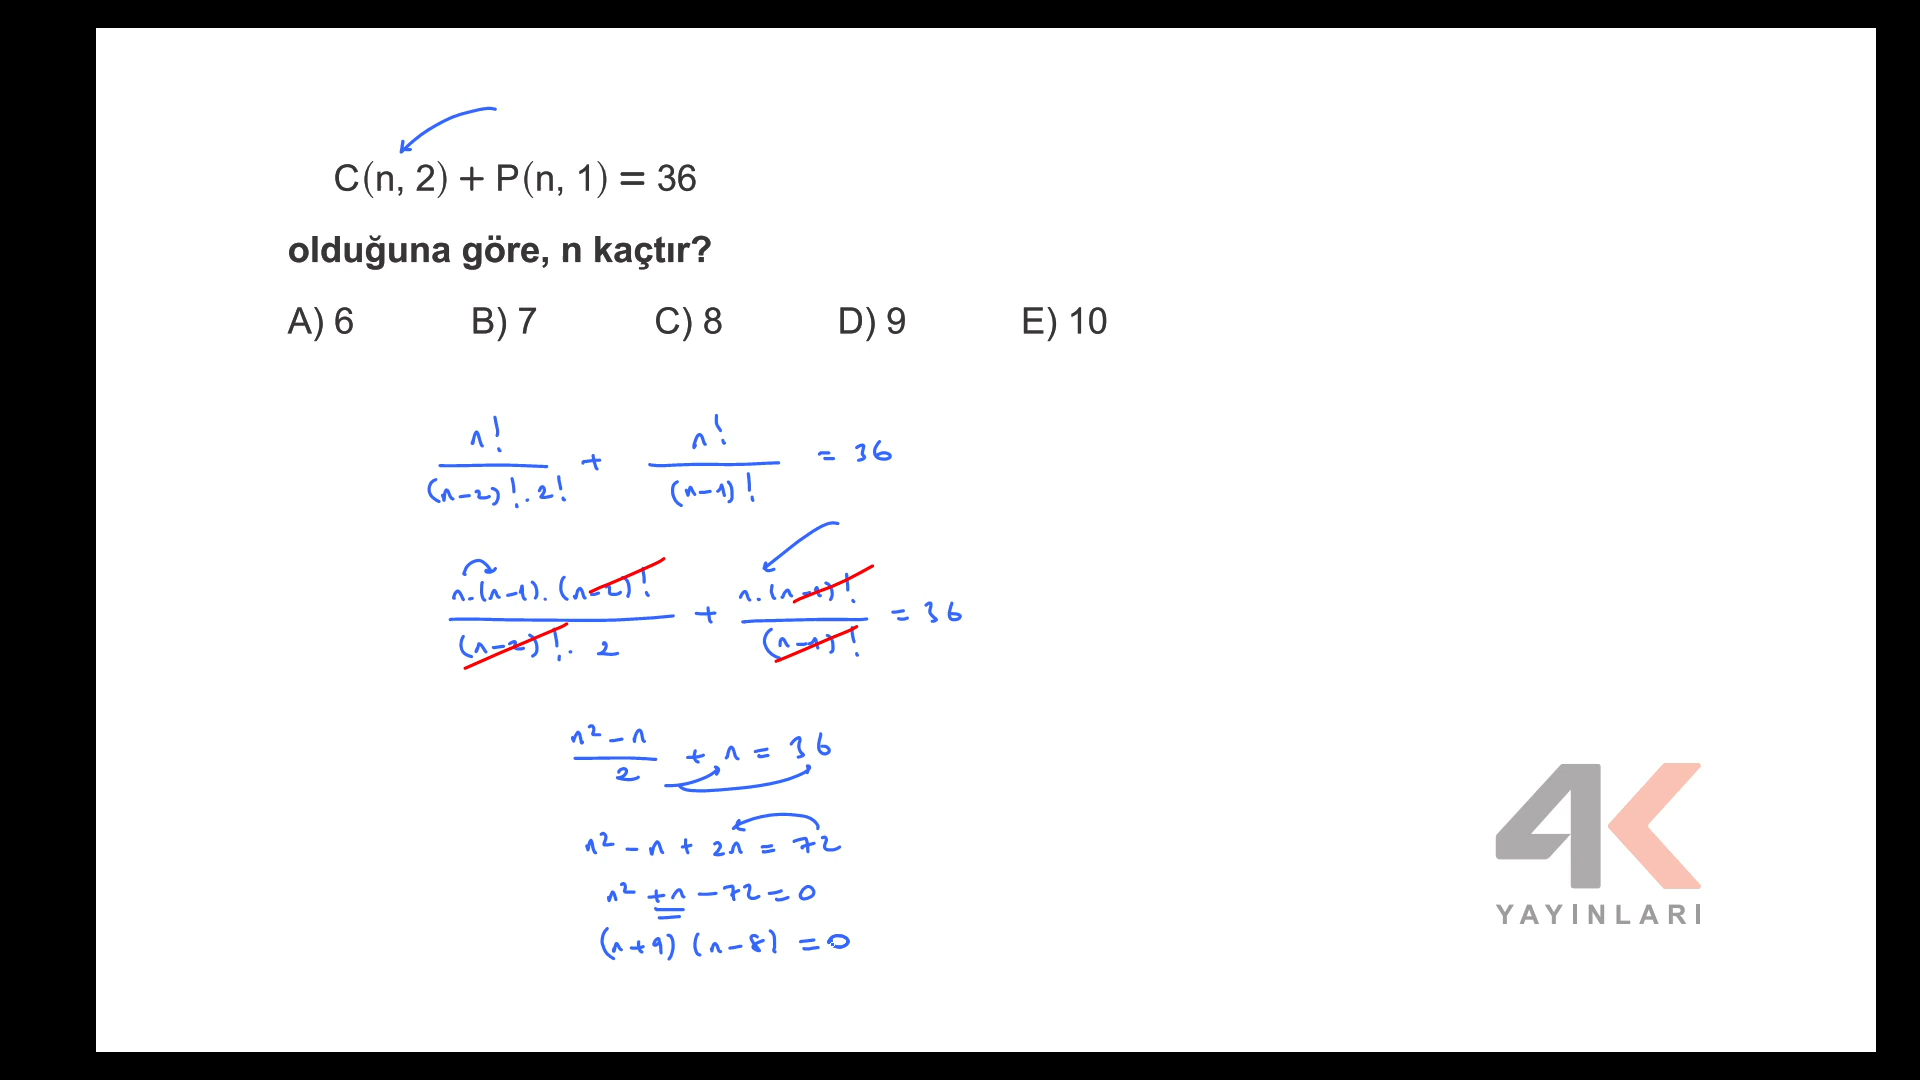 C(n, 2) + P(n, 1) = 36
olduğuna göre, n kaçtır?
A) 6 B) 7 C) 8 D) 9 E) 10
n! / (n-2)!.2! + n! / (n-1)! = 36
n.(n-1).(n-2)! / (n-2)!.2 + n.(n-1)! / (n-1)! = 36
n² - n / 2 + n = 36
n² - n + 2n = 72
n² + n - 72 = 0
(n+9) (n-8) = 0
4K
YAYINLARI